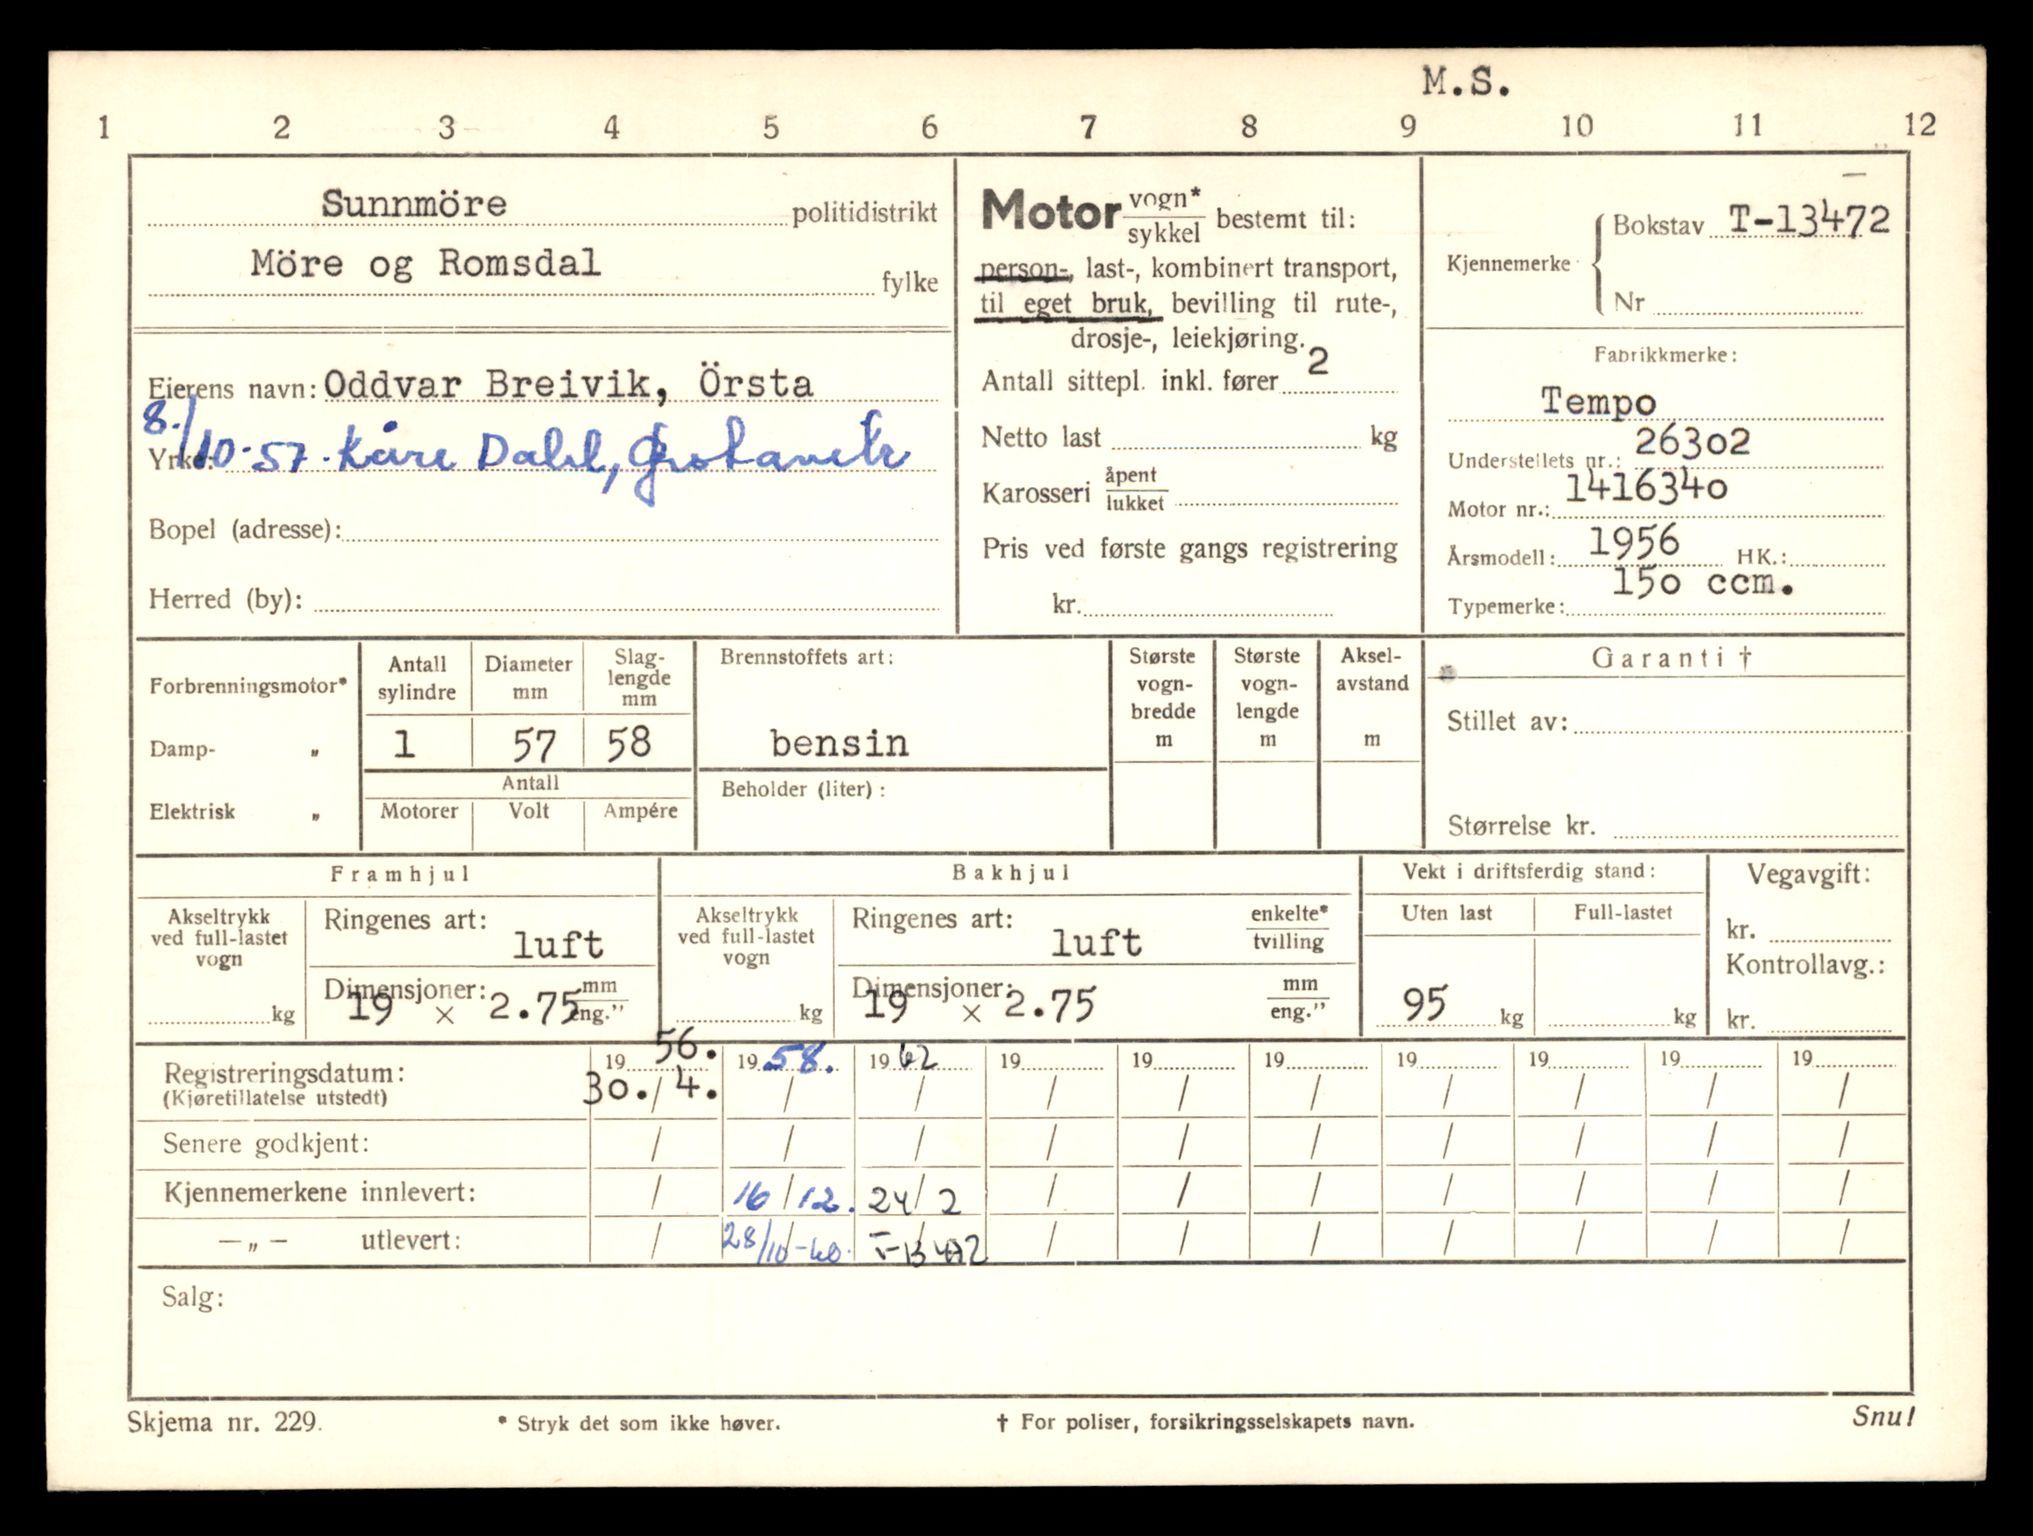 M.S.
1 2 3 4 5 6 7 8 9 10 11 12
Sunnmöre politidistrikt
Möre og Romsdal fylke
Eierens navn: Oddvar Breivik, Örsta
8./10-57. Kåre Dahl,
Yrke:
Bopel (adresse):
Herred (by):
Motor vogn*
sykkel bestemt til:
person-, last-, kombinert transport,
til eget bruk, bevilling til rute-,
drosje-, leiekjøring.
Antall sittepl. inkl. fører 2
Netto last kg
Karosseri åpent
lukket
Pris ved første gangs registrering
kr.
Kjennemerke Bokstav T-13472
Nr
Fabrikkmerke:
Tempo
Understellets nr.: 26302
Motor nr.: 1416340
Årsmodell: 1956 HK.:
Typemerke: 150 ccm.
Forbrenningsmotor*
Damp- „
Elektrisk „
Antall sylindre Diameter mm Slag-lengde mm
1 57 58
Antall
Motorer Volt Ampére
Brennstoffets art:
bensin
Beholder (liter):
Største vogn-bredde m
Største vogn-lengde m
Aksel-avstand m
Garanti †
Stillet av:
Størrelse kr.
Framhjul
Akseltrykk
ved full-lastet
vogn
kg
Ringenes art: luft
Dimensjoner: 19 × 2.75 mm
eng."
Bakhjul
Akseltrykk
ved full-lastet
vogn
kg
Ringenes art: luft enkelte*
tvilling
Dimensjoner: 19 × 2.75 mm
eng."
Vekt i driftsferdig stand:
Uten last Full-lastet
95 kg kg
Vegavgift:
kr.
Kontrollavg.:
kr.
Registreringsdatum: 19 56. 19 58. 19 62 19 19 19 19 19 19 19
(Kjøretillatelse utstedt) 30./4. / / / / / / / / /
Senere godkjent: / / / / / / / / / /
Kjennemerkene innlevert: / 16/12. 24/2 / / / / / / /
— „ — utlevert: / 28/10-60. T-13472 / / / / / / /
Salg:
Skjema nr. 229. * Stryk det som ikke høver. † For poliser, forsikringsselskapets navn. Snu!